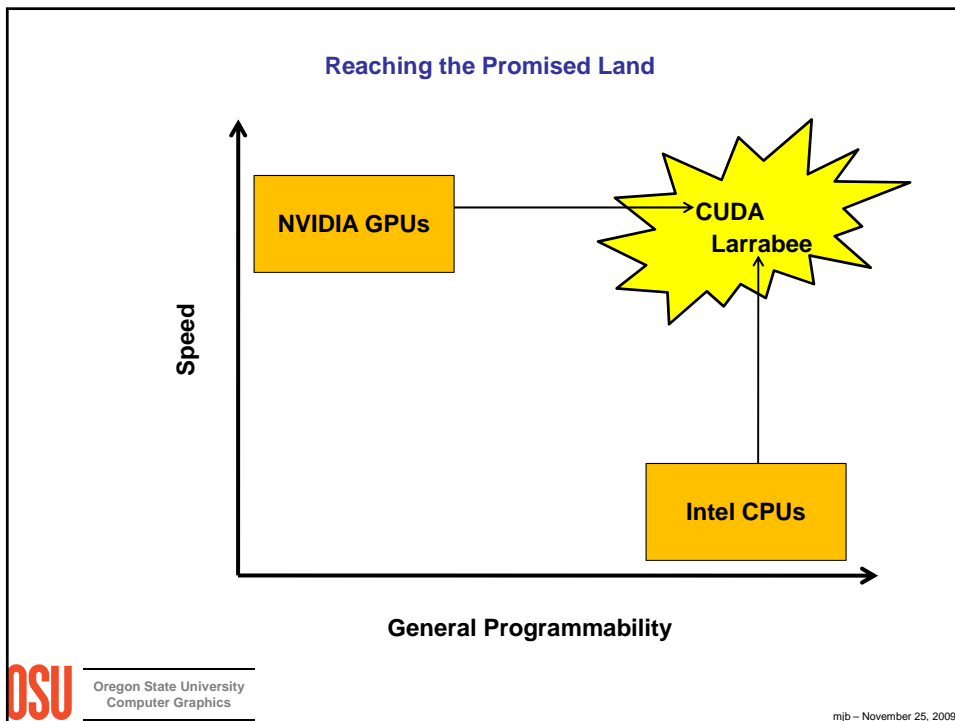 Reaching the Promised Land
NVIDIA GPUs
CUDA
Larrabee
Speed
Intel CPUs
General Programmability
OSU
Oregon State University
Computer Graphics
mjb – November 25, 2009